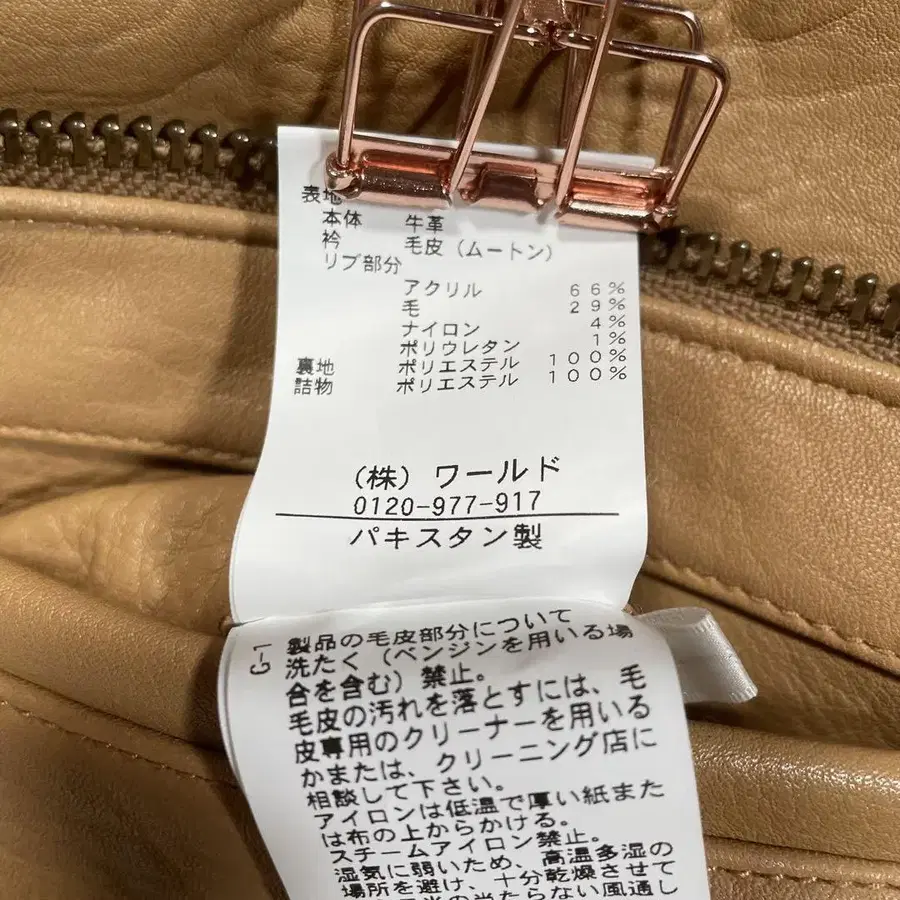 表地
本体 牛革
衿 毛皮（ムートン）
リブ部分
アクリル 66%
毛 29%
ナイロン 4%
ポリウレタン 1%
裏地 ポリエステル 100%
詰物 ポリエステル 100%
（株）ワールド
0120-977-917
パキスタン製
G-1
製品の毛皮部分について
洗たく（ベンジンを用いる場
合を含む）禁止。
毛皮の汚れを落とすには、毛
皮専用のクリーナーを用いる
かまたは、クリーニング店に
相談して下さい。
アイロンは低温で厚い紙また
は布の上からかける。
スチームアイロン禁止。
湿気に弱いため、高温多湿の
場所を避け、十分乾燥させて
の当たらない風通し